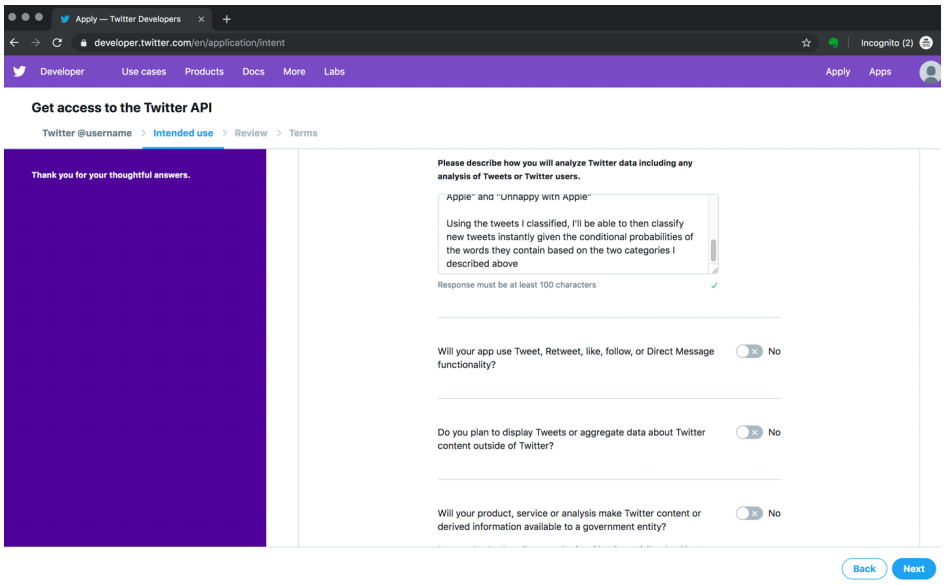 Apply — Twitter Developers
developer.twitter.com/en/application/intent
Incognito (2)
Developer Use cases Products Docs More Labs Apply Apps
Get access to the Twitter API
Twitter @username > Intended use > Review > Terms
Thank you for your thoughtful answers.
Please describe how you will analyze Twitter data including any
analysis of Tweets or Twitter users.
Apple" and "Unhappy with Apple"
Using the tweets I classified, I'll be able to then classify
new tweets instantly given the conditional probabilities of
the words they contain based on the two categories I
described above
Response must be at least 100 characters
Will your app use Tweet, Retweet, like, follow, or Direct Message
functionality?
No
Do you plan to display Tweets or aggregate data about Twitter
content outside of Twitter?
No
Will your product, service or analysis make Twitter content or
derived information available to a government entity?
No
Back
Next